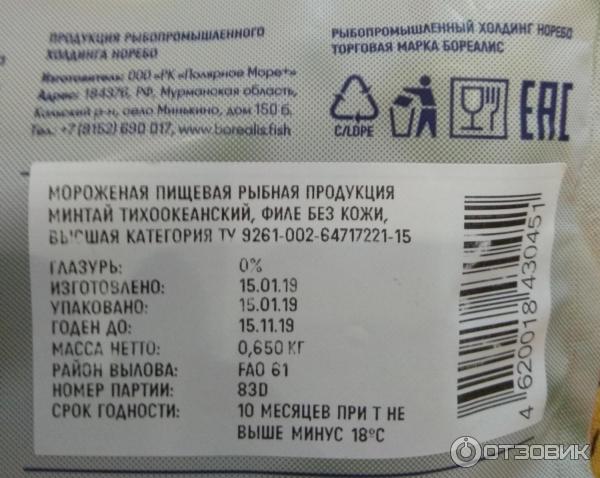 ПРОДУКЦИЯ РЫБОПРОМЫШЛЕННОГО
ХОЛДИНГА НОРЕБО
Изготовитель: ООО «РК «Полярное Море+»
Адрес: 184376, РФ, Мурманская область,
Кольский р-н, село Минькино, дом 150 б.
Тел.: +7 (8152) 690 017, www.borealis.fish
РЫБОПРОМЫШЛЕННЫЙ ХОЛДИНГ НОРЕБО
ТОРГОВАЯ МАРКА БОРЕАЛИС
C/LDPE
EAC
МОРОЖЕНАЯ ПИЩЕВАЯ РЫБНАЯ ПРОДУКЦИЯ
МИНТАЙ ТИХООКЕАНСКИЙ, ФИЛЕ БЕЗ КОЖИ,
ВЫСШАЯ КАТЕГОРИЯ ТУ 9261-002-64717221-15
ГЛАЗУРЬ: 0%
ИЗГОТОВЛЕНО: 15.01.19
УПАКОВАНО: 15.01.19
ГОДЕН ДО: 15.11.19
МАССА НЕТТО: 0,650 КГ
РАЙОН ВЫЛОВА: FAO 61
НОМЕР ПАРТИИ: 83D
СРОК ГОДНОСТИ: 10 МЕСЯЦЕВ ПРИ Т НЕ
ВЫШЕ МИНУС 18°С
4 620018 430451
ОТЗОВИК